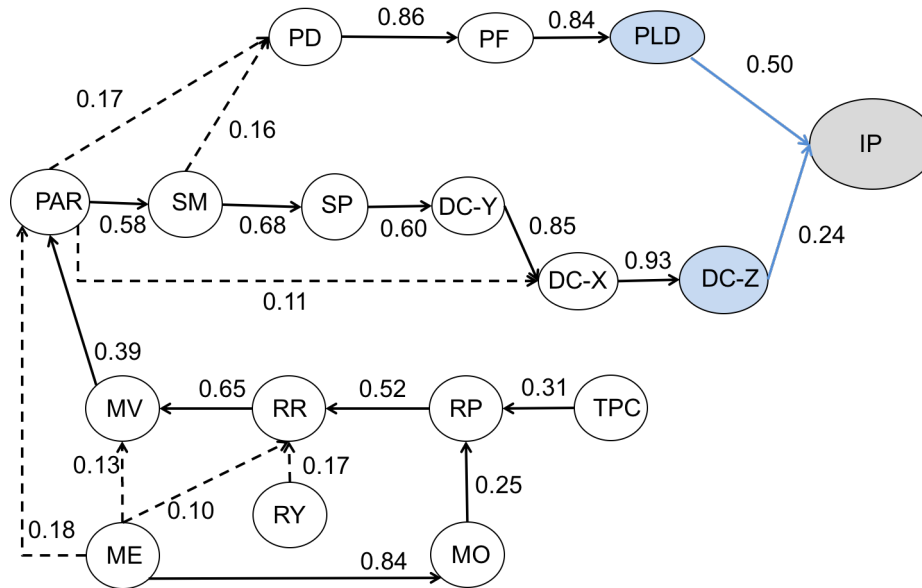 0.86
0.84
PD
PF
PLD
0.50
0.17
0.16
IP
PAR
SM
SP
DC-Y
0.58
0.68
0.60
0.85
0.24
0.93
DC-X
DC-Z
0.11
0.39
0.65
0.52
0.31
MV
RR
RP
TPC
0.13
0.17
0.10
0.25
RY
0.18
ME
0.84
MO